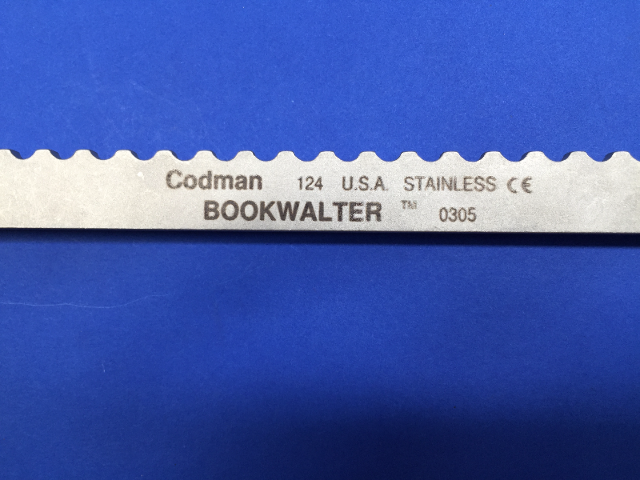 Codman 124 U.S.A. STAINLESS CE
BOOKWALTER ™ 0305